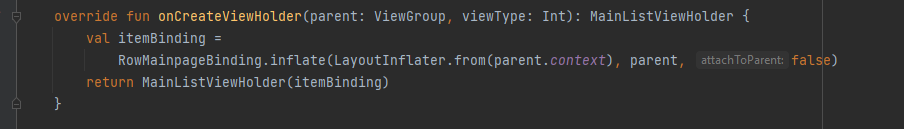 override fun onCreateViewHolder(parent: ViewGroup, viewType: Int): MainListViewHolder {
val itemBinding =
RowMainpageBinding.inflate(LayoutInflater.from(parent.context), parent, attachToParent: false)
return MainListViewHolder(itemBinding)
}